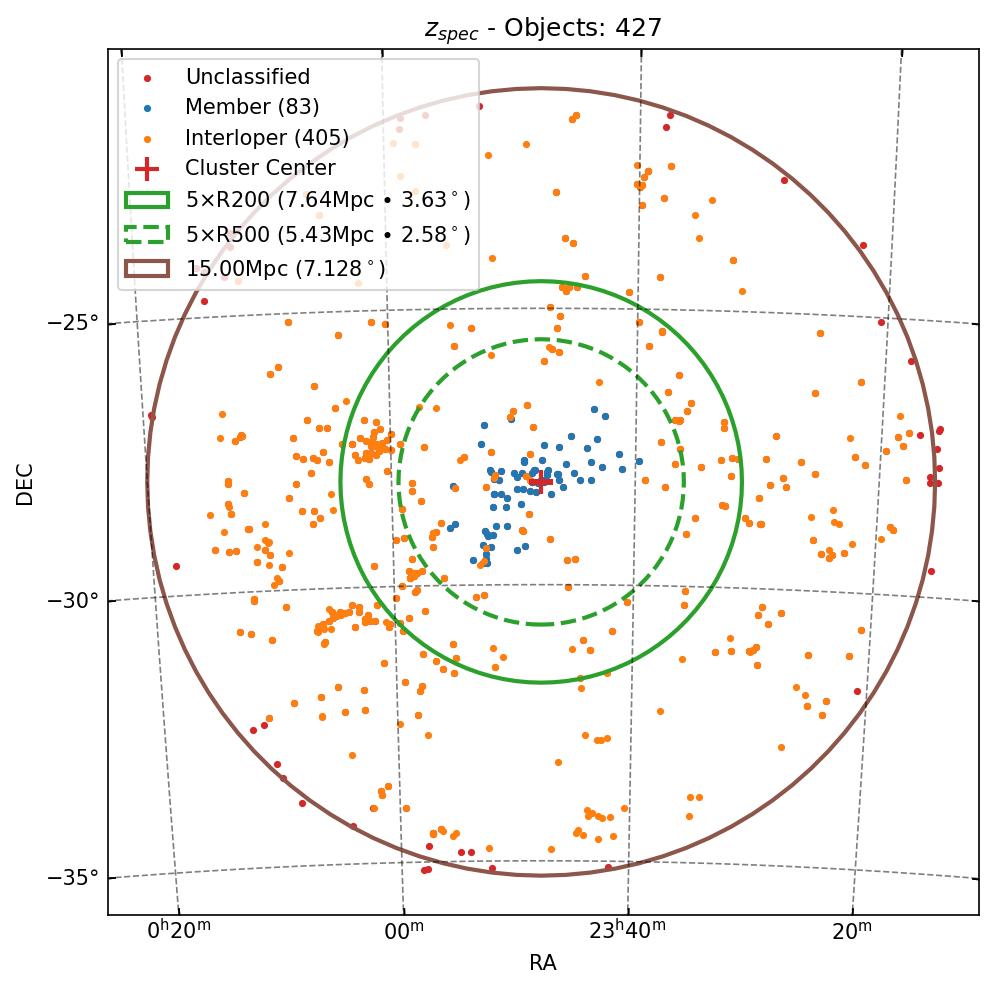 z_spec - Objects: 427
Unclassified
Member (83)
Interloper (405)
Cluster Center
5×R200 (7.64Mpc • 3.63°)
5×R500 (5.43Mpc • 2.58°)
15.00Mpc (7.128°)
DEC
−25°
−30°
−35°
0ʰ20ᵐ 00ᵐ 23ʰ40ᵐ 20ᵐ
RA